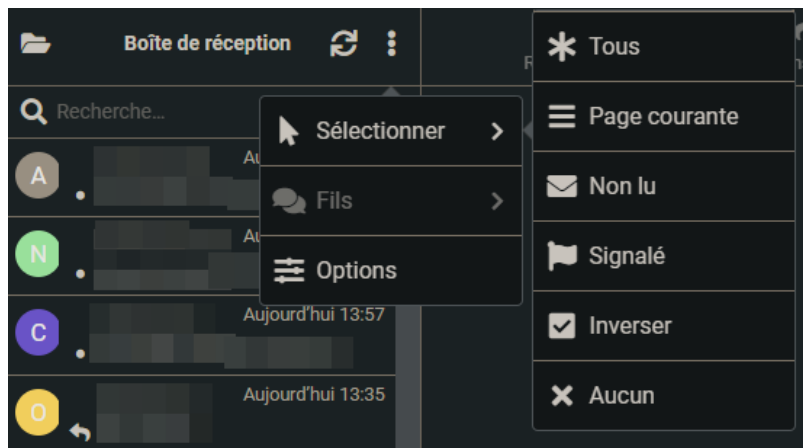 Boîte de réception
Recherche...
Sélectionner
Fils
Options
Tous
Page courante
Non lu
Signalé
Inverser
Aucun
A
N
C
Aujourd'hui 13:57
O
Aujourd'hui 13:35